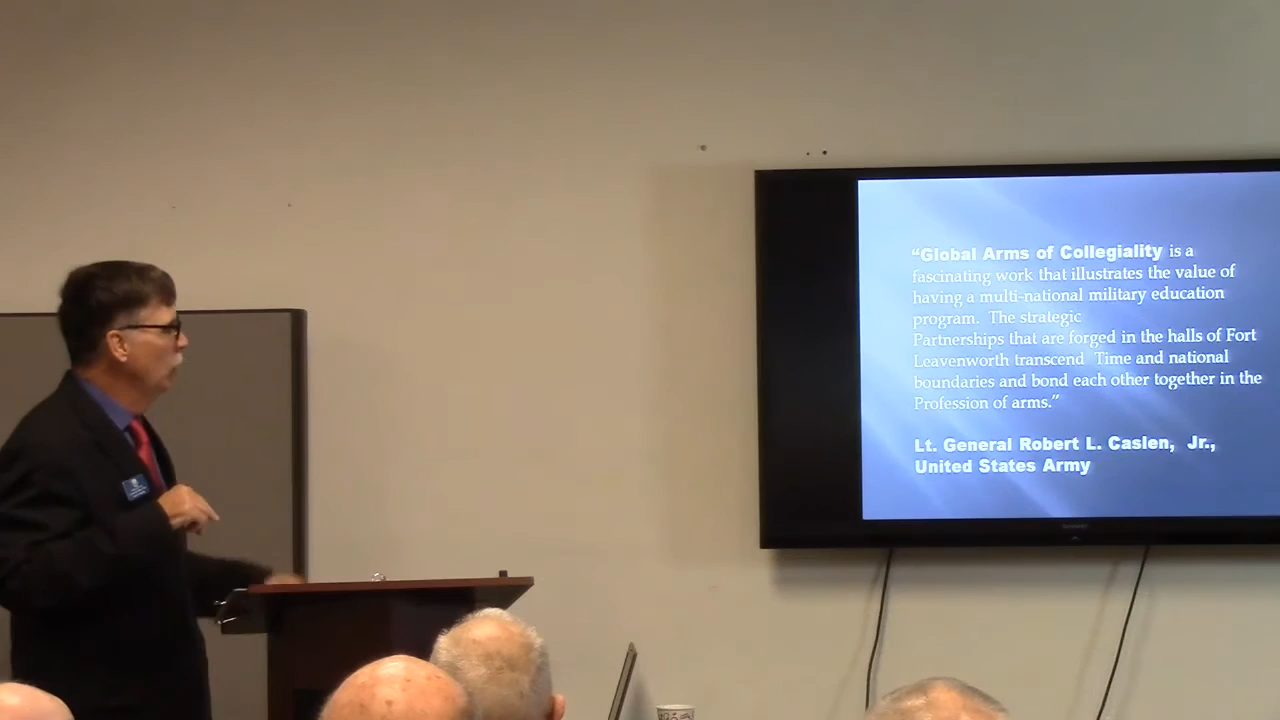 “Global Arms of Collegiality is a
fascinating work that illustrates the value of
having a multi-national military education
program. The strategic
Partnerships that are forged in the halls of Fort
Leavenworth transcend Time and national
boundaries and bond each other together in the
Profession of arms.”
Lt. General Robert L. Caslen, Jr.,
United States Army